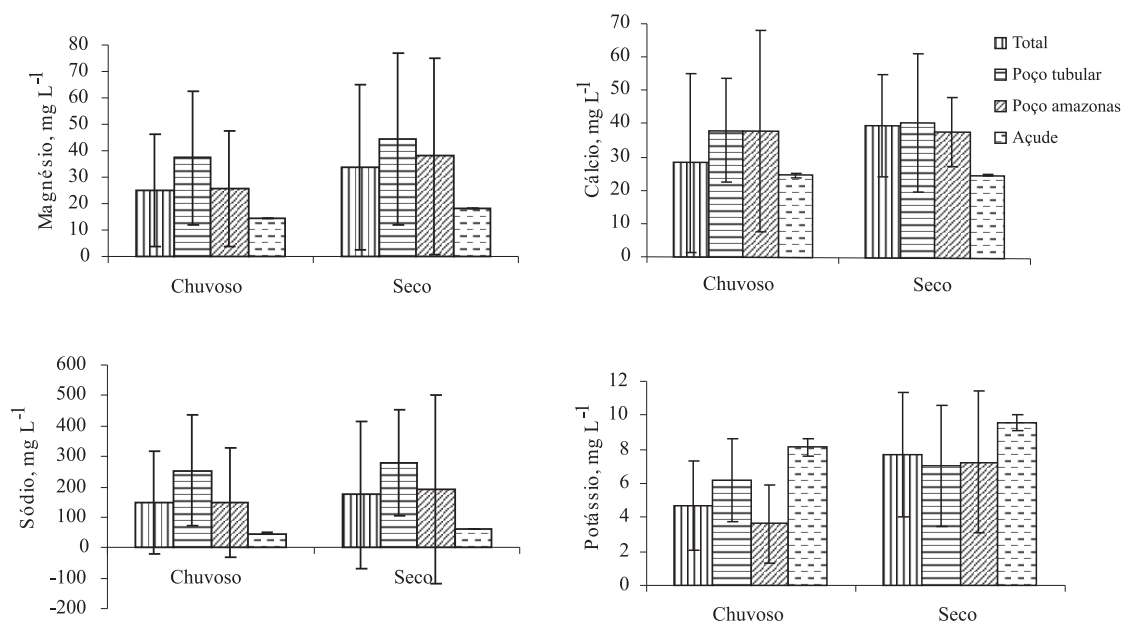 Magnésio, mg L⁻¹
80
70
60
50
40
30
20
10
0
Chuvoso
Seco
Cálcio, mg L⁻¹
70
60
50
40
30
20
10
0
Chuvoso
Seco
Total
Poço tubular
Poço amazonas
Açude
Sódio, mg L⁻¹
600
500
400
300
200
100
0
-100
-200
Chuvoso
Seco
Potássio, mg L⁻¹
12
10
8
6
4
2
0
Chuvoso
Seco